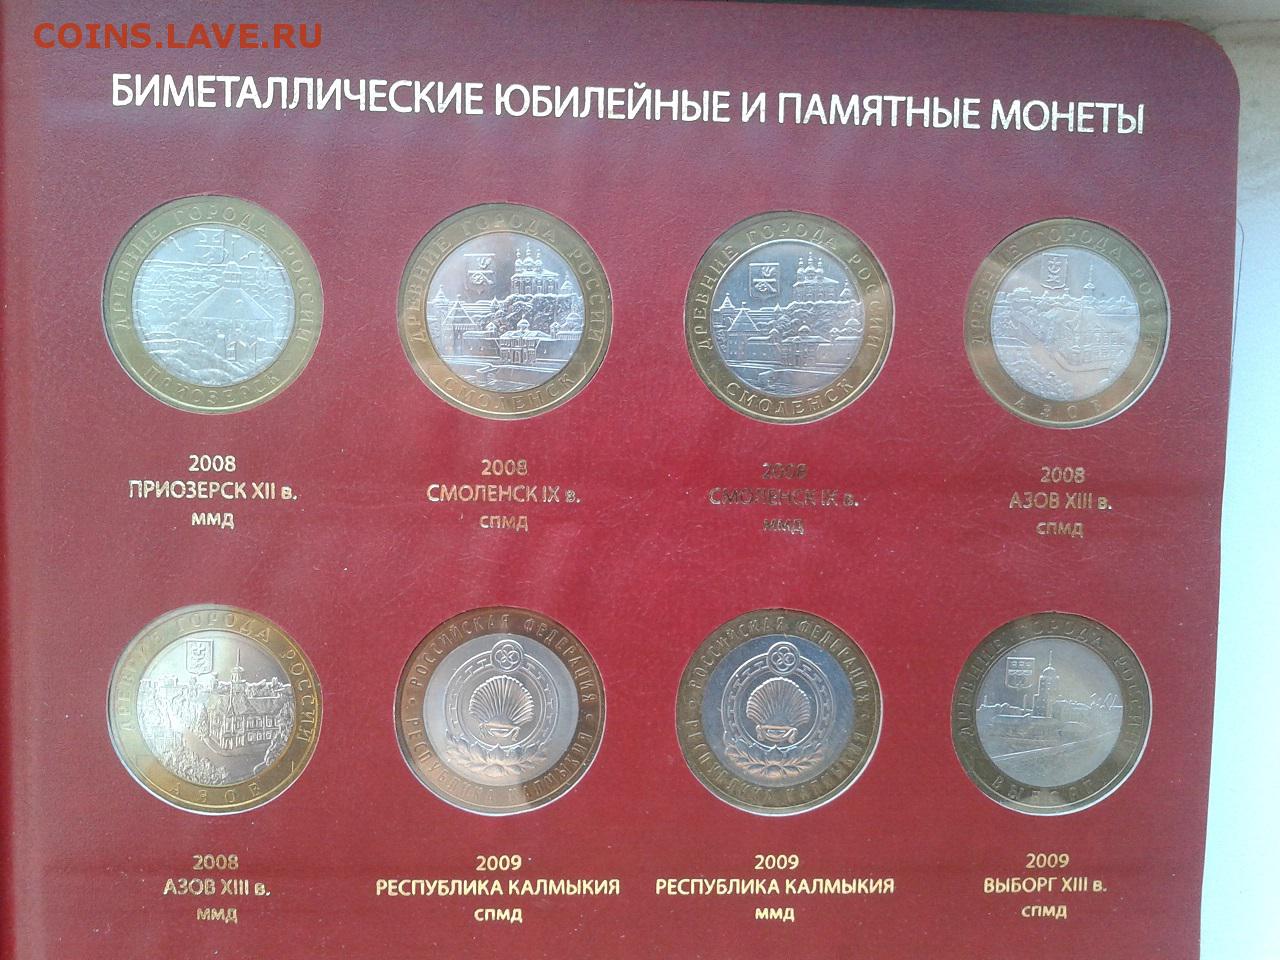 COINS.LAVE.RU
БИМЕТАЛЛИЧЕСКИЕ ЮБИЛЕЙНЫЕ И ПАМЯТНЫЕ МОНЕТЫ
ДРЕВНИЕ ГОРОДА РОССИИ
ПРИОЗЕРСК
ДРЕВНИЕ ГОРОДА РОССИИ
СМОЛЕНСК
ДРЕВНИЕ ГОРОДА РОССИИ
СМОЛЕНСК
ДРЕВНИЕ ГОРОДА РОССИИ
АЗОВ
2008
ПРИОЗЕРСК XII в.
ММД
2008
СМОЛЕНСК IX в.
СПМД
2008
СМОЛЕНСК IX в.
ММД
2008
АЗОВ XIII в.
СПМД
ДРЕВНИЕ ГОРОДА РОССИИ
АЗОВ
РОССИЙСКАЯ ФЕДЕРАЦИЯ
РЕСПУБЛИКА КАЛМЫКИЯ
РОССИЙСКАЯ ФЕДЕРАЦИЯ
РЕСПУБЛИКА КАЛМЫКИЯ
ДРЕВНИЕ ГОРОДА РОССИИ
ВЫБОРГ
2008
АЗОВ XIII в.
ММД
2009
РЕСПУБЛИКА КАЛМЫКИЯ
СПМД
2009
РЕСПУБЛИКА КАЛМЫКИЯ
ММД
2009
ВЫБОРГ XIII в.
СПМД